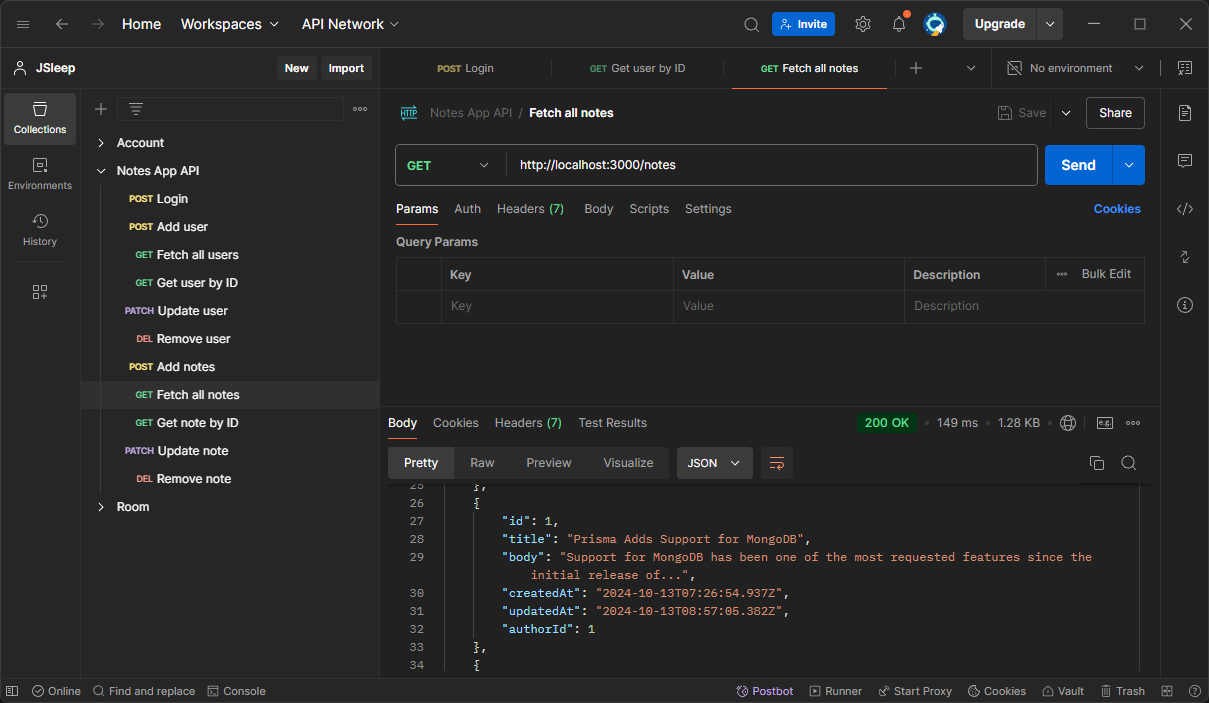 Home Workspaces API Network Invite Upgrade
JSleep New Import POST Login GET Get user by ID GET Fetch all notes No environment
Collections
Environments
History
Account
Notes App API
POST Login
POST Add user
GET Fetch all users
GET Get user by ID
PATCH Update user
DEL Remove user
POST Add notes
GET Fetch all notes
GET Get note by ID
PATCH Update note
DEL Remove note
Room
HTTP Notes App API / Fetch all notes Save Share
GET http://localhost:3000/notes Send
Params Auth Headers (7) Body Scripts Settings Cookies
Query Params
Key Value Description Bulk Edit
Key Value Description
Body Cookies Headers (7) Test Results 200 OK • 149 ms • 1.28 KB • e.g.
Pretty Raw Preview Visualize JSON
25 },
26 {
27 "id": 1,
28 "title": "Prisma Adds Support for MongoDB",
29 "body": "Support for MongoDB has been one of the most requested features since the
initial release of...",
30 "createdAt": "2024-10-13T07:26:54.937Z",
31 "updatedAt": "2024-10-13T08:57:05.382Z",
32 "authorId": 1
33 },
34 {
Online Find and replace Console Postbot Runner Start Proxy Cookies Vault Trash